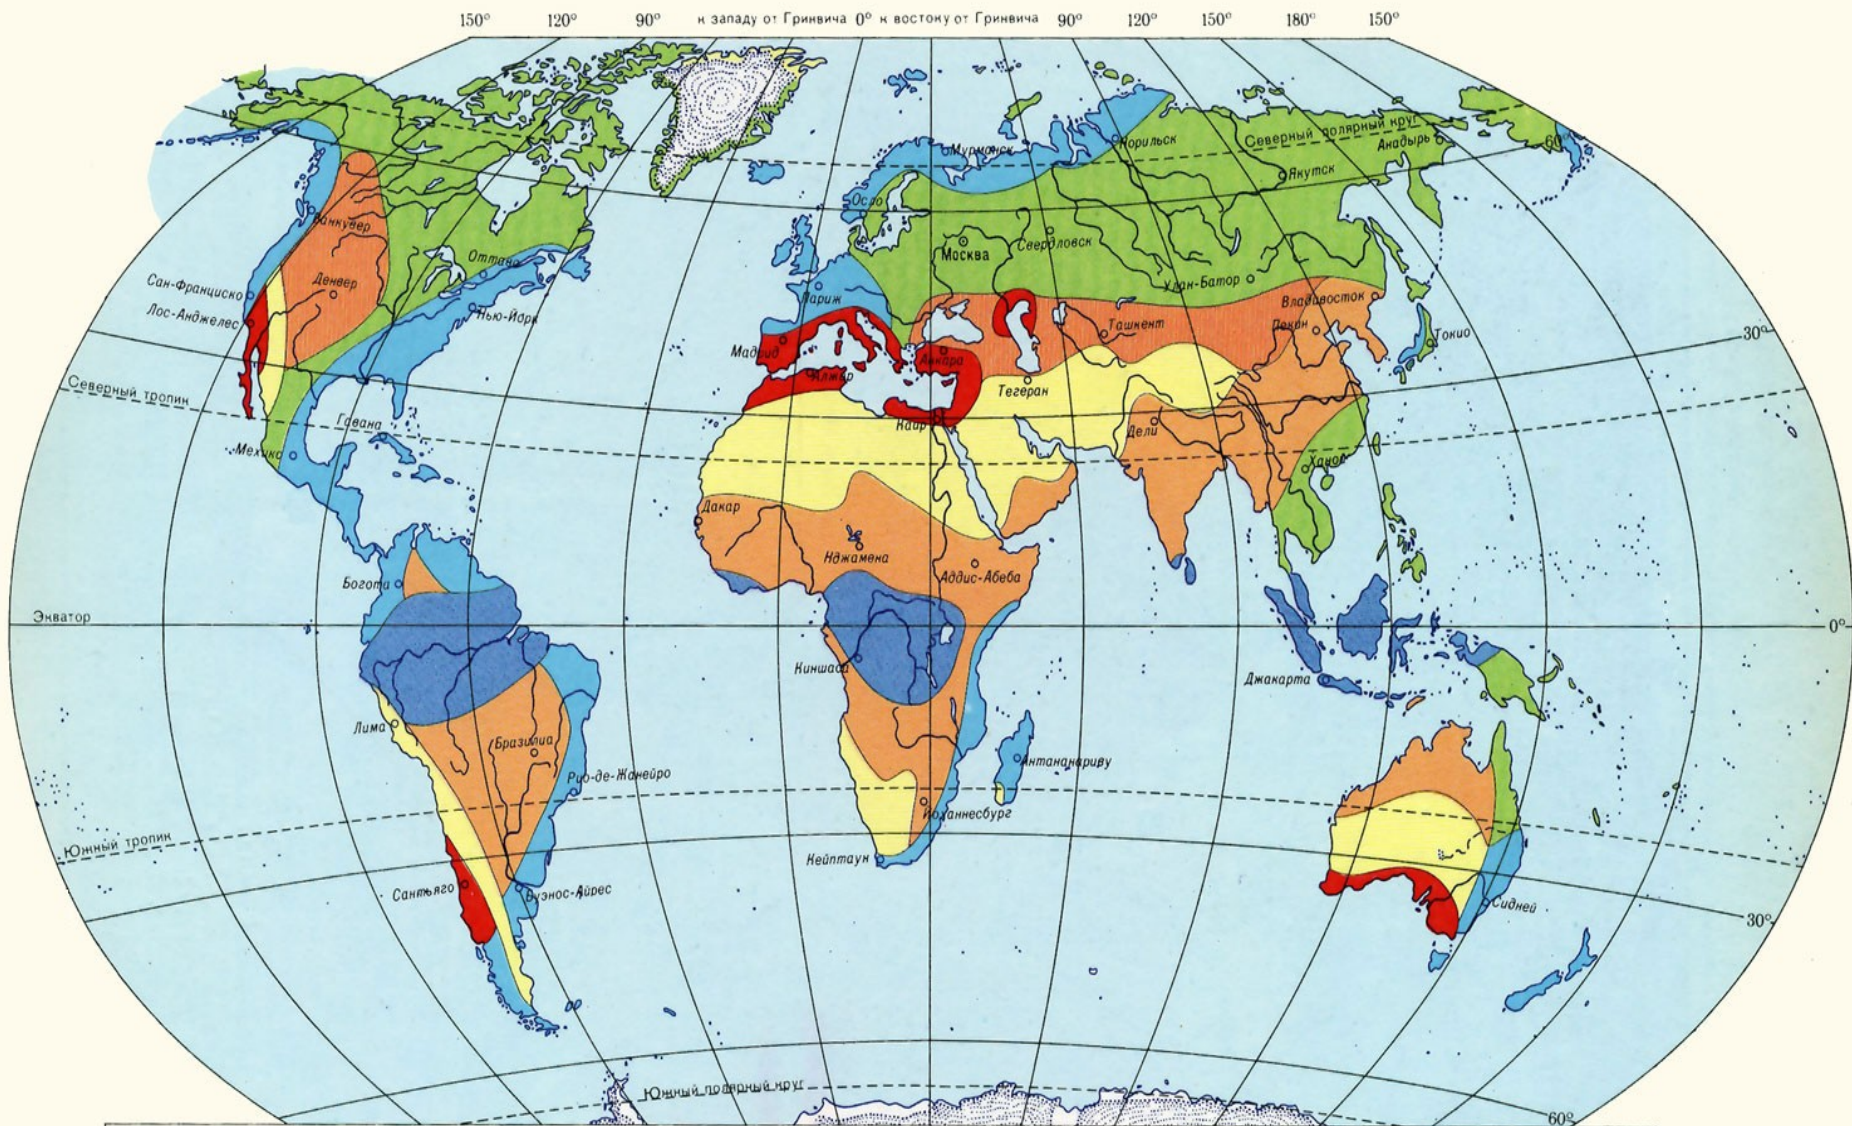 150° 120° 90° к западу от Гринвича 0° к востоку от Гринвича 90° 120° 150° 180° 150°
Северный полярный круг
60°
Мурманск
Норильск
Анадырь
Якутск
Осло
Ванкувер
Москва
Свердловск
Оттава
Улан-Батор
Денвер
Париж
Владивосток
Сан-Франциско
Лос-Анджелес
Нью-Йорк
Ташкент
Пекин
Токио
30°
Мадрид
Анкара
Алжир
Тегеран
Северный тропик
Гавана
Каир
Дели
Мехико
Ханой
Дакар
Нджамена
Аддис-Абеба
Богота
Экватор
0°
Киншаса
Джакарта
Лима
Бразилиа
Антананариву
Рио-де-Жанейро
Йоханнесбург
Южный тропик
Кейптаун
Сантьяго
Буэнос-Айрес
Сидней
30°
Южный полярный круг
60°